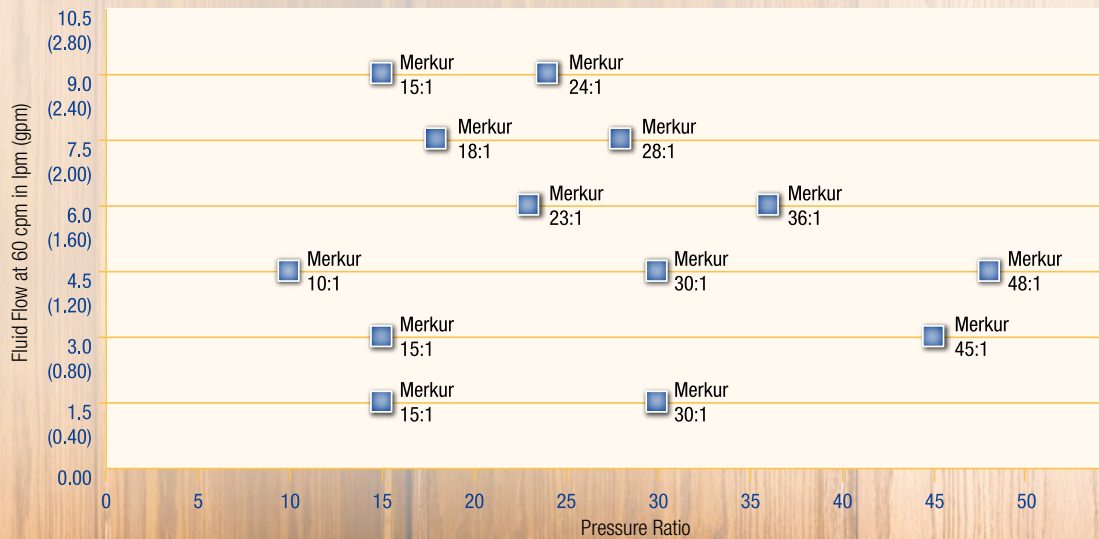 Fluid Flow at 60 cpm in lpm (gpm)
10.5
(2.80)
9.0
(2.40)
7.5
(2.00)
6.0
(1.60)
4.5
(1.20)
3.0
(0.80)
1.5
(0.40)
0.00
Merkur
15:1
Merkur
24:1
Merkur
18:1
Merkur
28:1
Merkur
23:1
Merkur
36:1
Merkur
10:1
Merkur
30:1
Merkur
48:1
Merkur
15:1
Merkur
45:1
Merkur
15:1
Merkur
30:1
0 5 10 15 20 25 30 35 40 45 50
Pressure Ratio